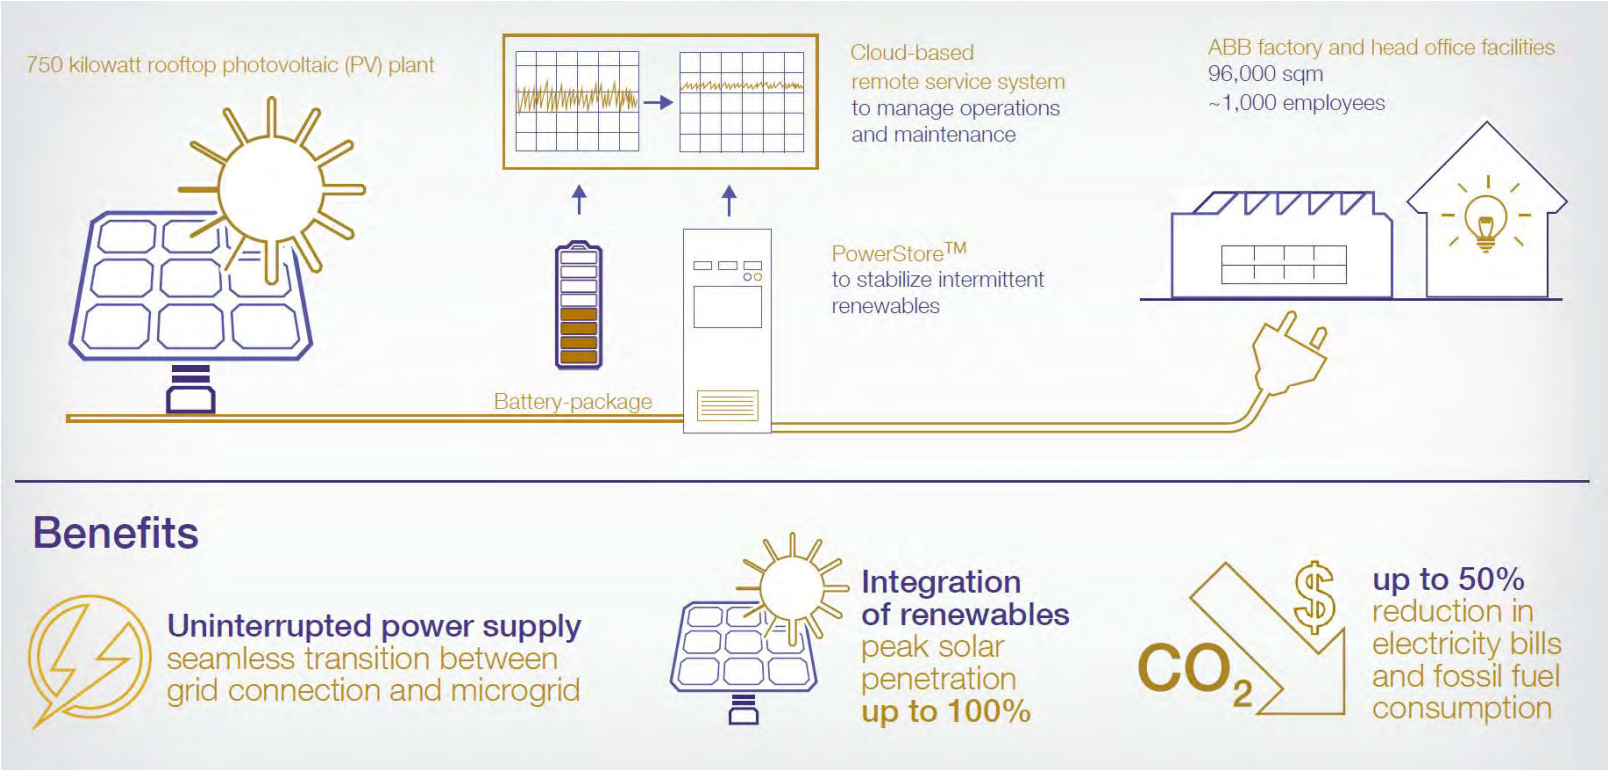 750 kilowatt rooftop photovoltaic (PV) plant
Cloud-based
remote service system
to manage operations
and maintenance
ABB factory and head office facilities
96,000 sqm
~1,000 employees
PowerStore™
to stabilize intermittent
renewables
Battery-package
Benefits
Uninterrupted power supply
seamless transition between
grid connection and microgrid
Integration
of renewables
peak solar
penetration
up to 100%
CO2
$
up to 50%
reduction in
electricity bills
and fossil fuel
consumption